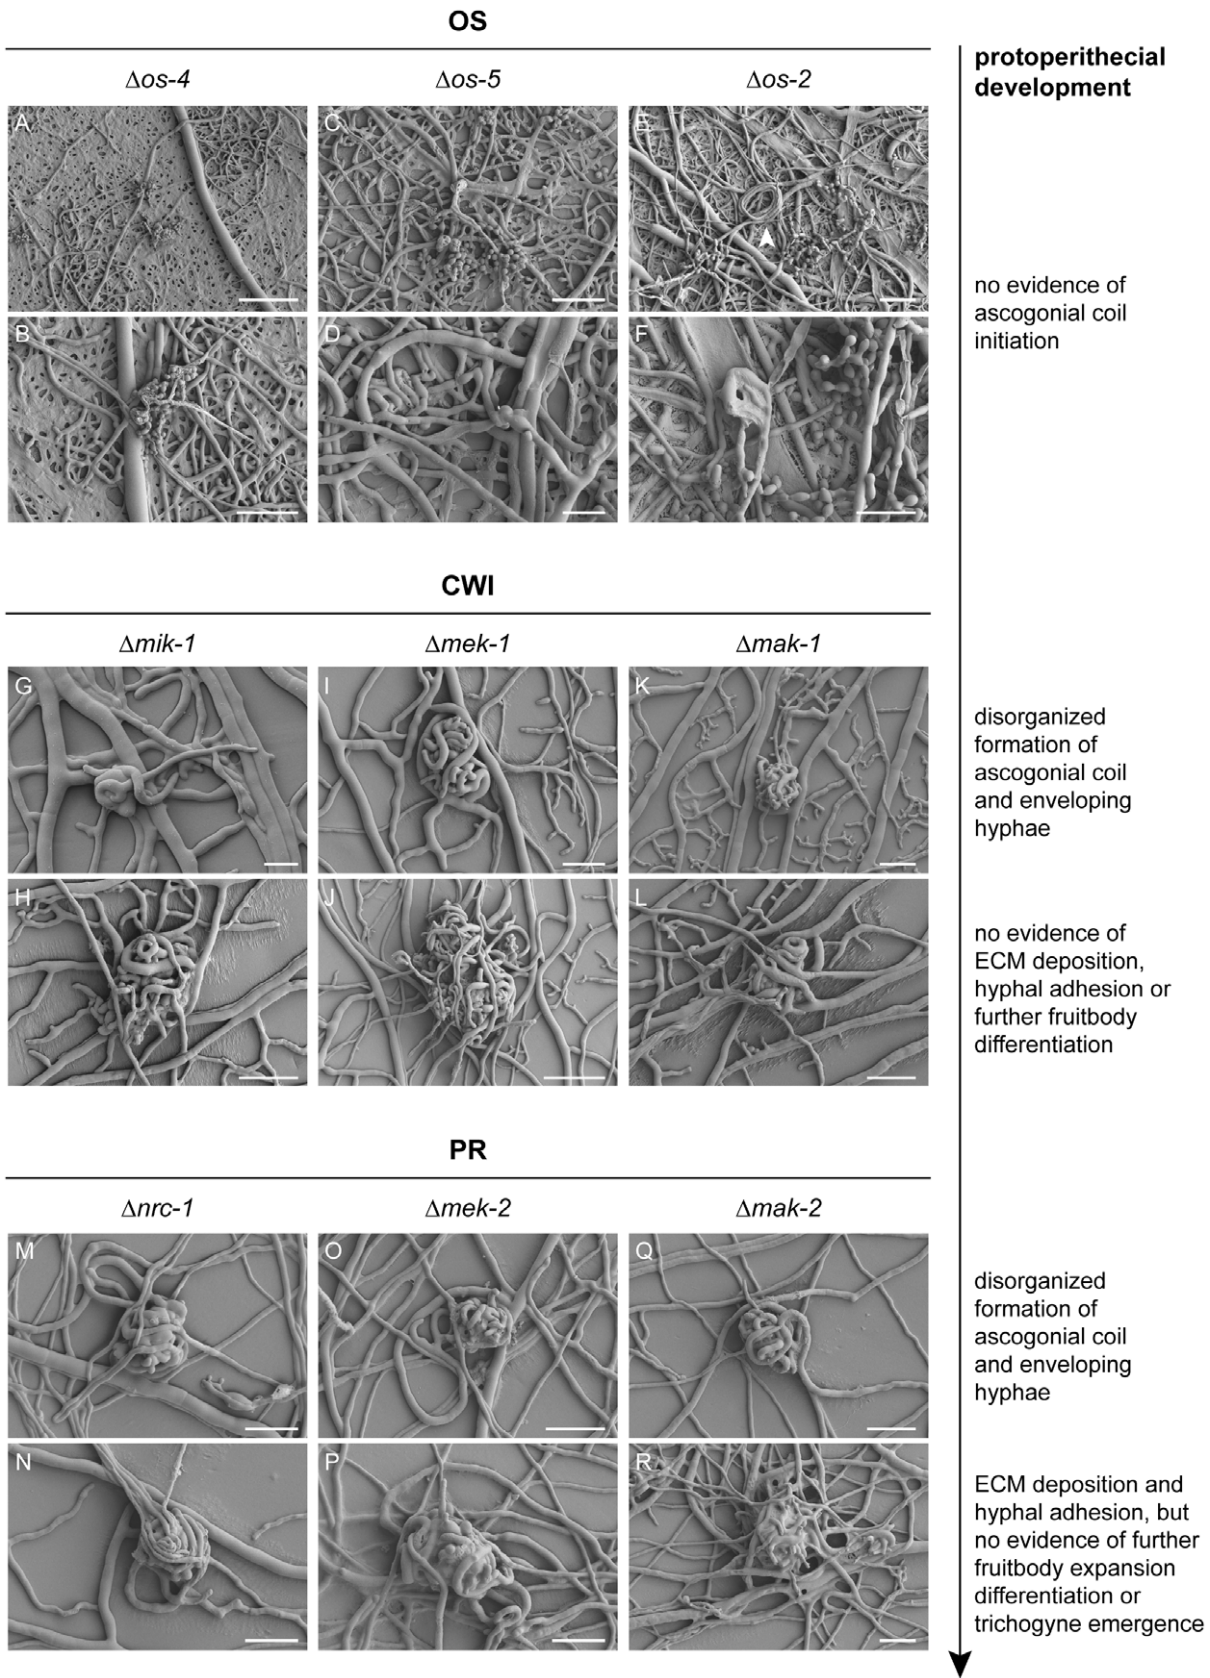 OS
Δos-4
Δos-5
Δos-2
protoperithecial
development
A
C
E
no evidence of
ascogonial coil
initiation
B
D
F
CWI
Δmik-1
Δmek-1
Δmak-1
G
I
K
disorganized
formation of
ascogonial coil
and enveloping
hyphae
H
J
L
no evidence of
ECM deposition,
hyphal adhesion or
further fruitbody
differentiation
PR
Δnrc-1
Δmek-2
Δmak-2
M
O
Q
disorganized
formation of
ascogonial coil
and enveloping
hyphae
N
P
R
ECM deposition and
hyphal adhesion, but
no evidence of further
fruitbody expansion
differentiation or
trichogyne emergence